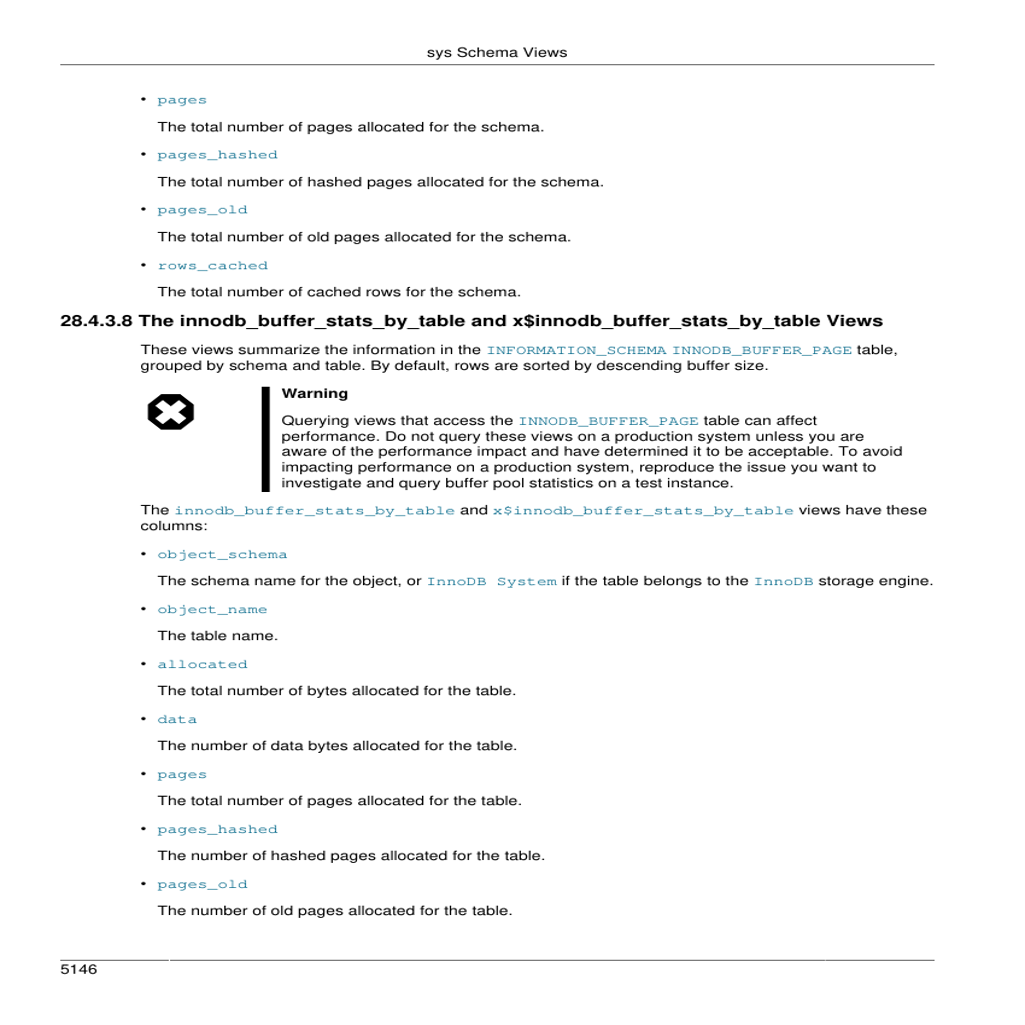 sys Schema Views
• pages
The total number of pages allocated for the schema.
• pages_hashed
The total number of hashed pages allocated for the schema.
• pages_old
The total number of old pages allocated for the schema.
• rows_cached
The total number of cached rows for the schema.
28.4.3.8 The innodb_buffer_stats_by_table and x$innodb_buffer_stats_by_table Views
These views summarize the information in the INFORMATION_SCHEMA INNODB_BUFFER_PAGE table,
grouped by schema and table. By default, rows are sorted by descending buffer size.
Warning
Querying views that access the INNODB_BUFFER_PAGE table can affect
performance. Do not query these views on a production system unless you are
aware of the performance impact and have determined it to be acceptable. To avoid
impacting performance on a production system, reproduce the issue you want to
investigate and query buffer pool statistics on a test instance.
The innodb_buffer_stats_by_table and x$innodb_buffer_stats_by_table views have these
columns:
• object_schema
The schema name for the object, or InnoDB System if the table belongs to the InnoDB storage engine.
• object_name
The table name.
• allocated
The total number of bytes allocated for the table.
• data
The number of data bytes allocated for the table.
• pages
The total number of pages allocated for the table.
• pages_hashed
The number of hashed pages allocated for the table.
• pages_old
The number of old pages allocated for the table.
5146